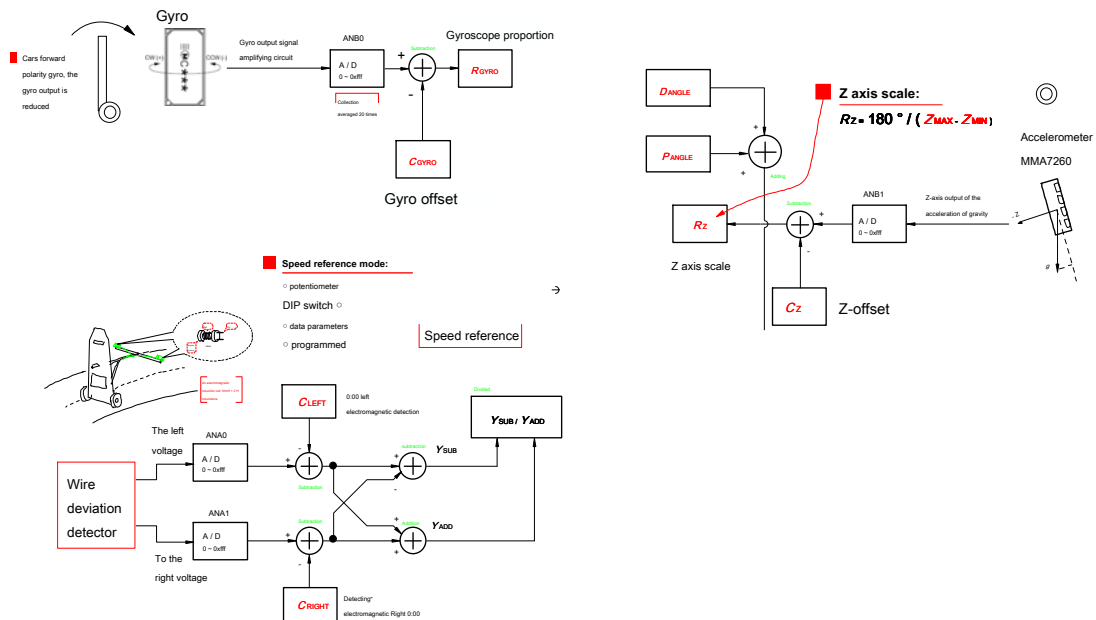 Gyro
Cars forward
polarity gyro, the
gyro output is
reduced
CW (+)
CCW (-)
Gyro output signal
amplifying circuit
ANB0
A / D
0 ~ 0xfff
Collection
averaged 20 times
+
Subtraction
-
Gyroscope proportion
RGYRO
CGYRO
Gyro offset
DANGLE
PANGLE
+
+
Adding
Z axis scale:
Rz = 180 ° / ( ZMAX - ZMIN )
Accelerometer
MMA7260
Rz
Z axis scale
Subtraction
+
-
ANB1
A / D
0 ~ 0xfff
Z-axis output of the
acceleration of gravity
-Z
g
Cz
Z-offset
Speed reference mode:
○ potentiometer
DIP switch ○
○ data parameters
○ programmed
Speed reference
→
CLEFT
0:00 left
electromagnetic detection
Divided
YSUB / YADD
The left
voltage
ANA0
A / D
0 ~ 0xfff
+
-
Subtraction
subtraction
+
-
YSUB
Wire
deviation
detector
ANA1
A / D
0 ~ 0xfff
Subtraction
+
-
Addition
+
+
YADD
To the
right voltage
CRIGHT
Detecting
electromagnetic Right 0:00